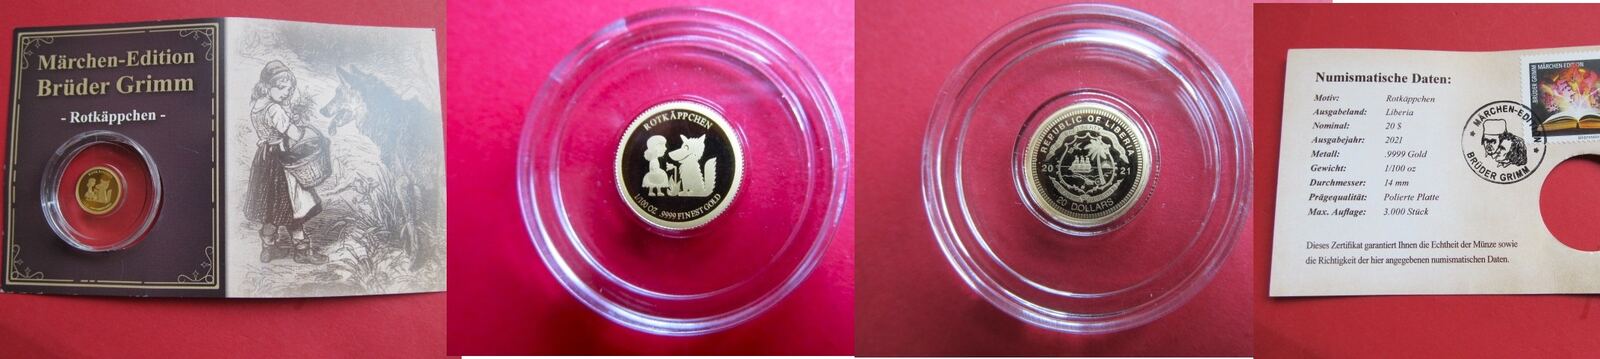 Märchen-Edition
Brüder Grimm
- Rotkäppchen -
ROTKÄPPCHEN
1/100 OZ .9999 FINEST GOLD
REPUBLIC OF LIBERIA
20 21
20 DOLLARS
Numismatische Daten:
Motiv: Rotkäppchen
Ausgabeland: Liberia
Nominal: 20 $
Ausgabejahr: 2021
Metall: .9999 Gold
Gewicht: 1/100 oz
Durchmesser: 14 mm
Prägequalität: Polierte Platte
Max. Auflage: 3.000 Stück
Dieses Zertifikat garantiert Ihnen die Echtheit der Münze sowie
die Richtigkeit der hier angegebenen numismatischen Daten.
MÄRCHEN-EDITION
BRÜDER GRIMM
BRÜDER GRIMM
MÄRCHEN-EDITION